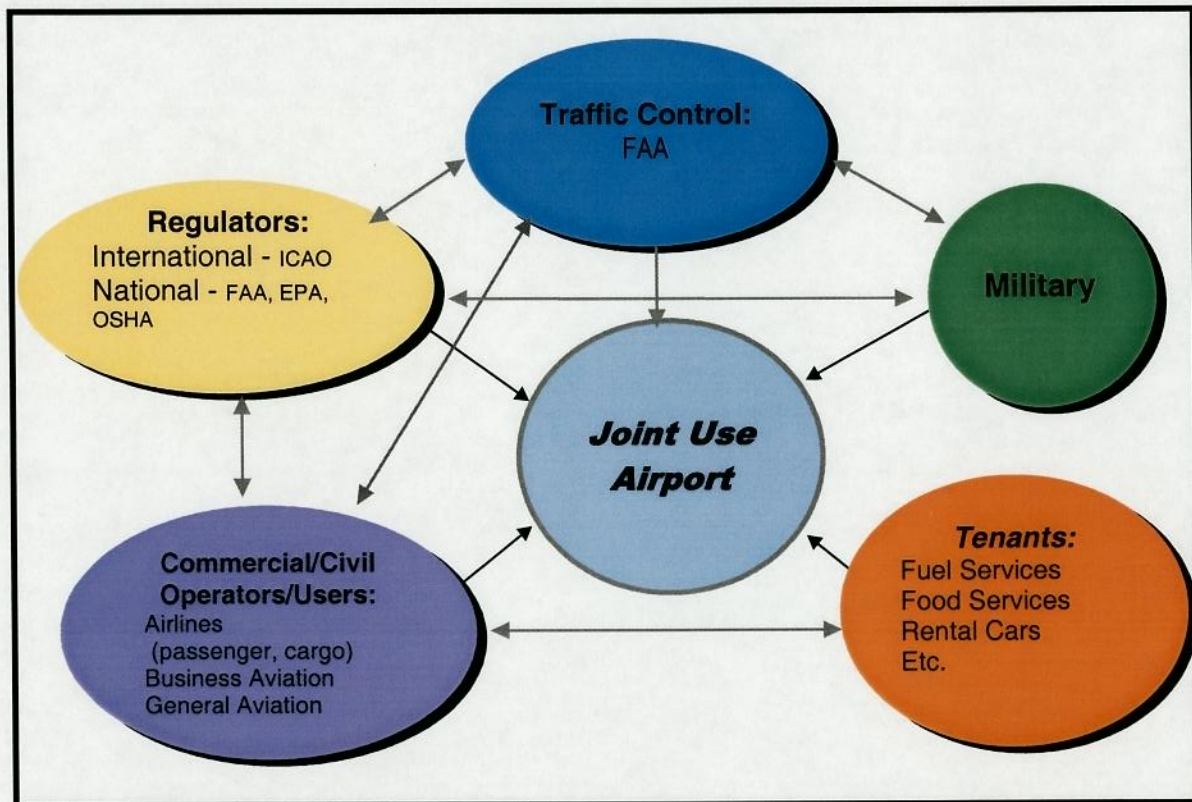 Traffic Control:
FAA
Regulators:
International - ICAO
National - FAA, EPA,
OSHA
Military
Joint Use
Airport
Commercial/Civil
Operators/Users:
Airlines
(passenger, cargo)
Business Aviation
General Aviation
Tenants:
Fuel Services
Food Services
Rental Cars
Etc.